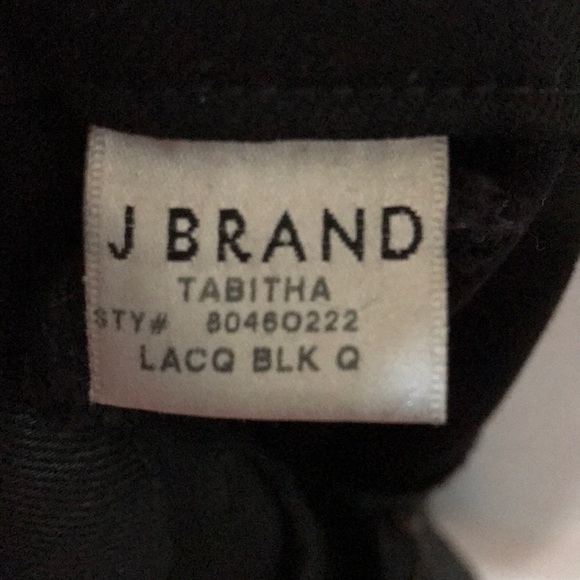 J BRAND
TABITHA
STY# 80460222
LACQ BLK Q